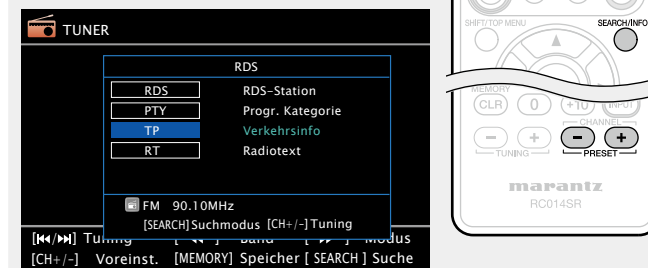 TUNER
RDS
RDS RDS-Station
PTY Progr. Kategorie
TP Verkehrsinfo
RT Radiotext
FM 90.10MHz
[SEARCH] Suchmodus [CH+/-] Tuning
[CH+/-] Voreinst. [MEMORY] Speicher [ SEARCH ] Suche
SHIFT/TOP MENU SEARCH/INFO
MEMORY
CLR 0 +10 INPUT
CHANNEL
- + - +
TUNING PRESET
marantz
RC014SR